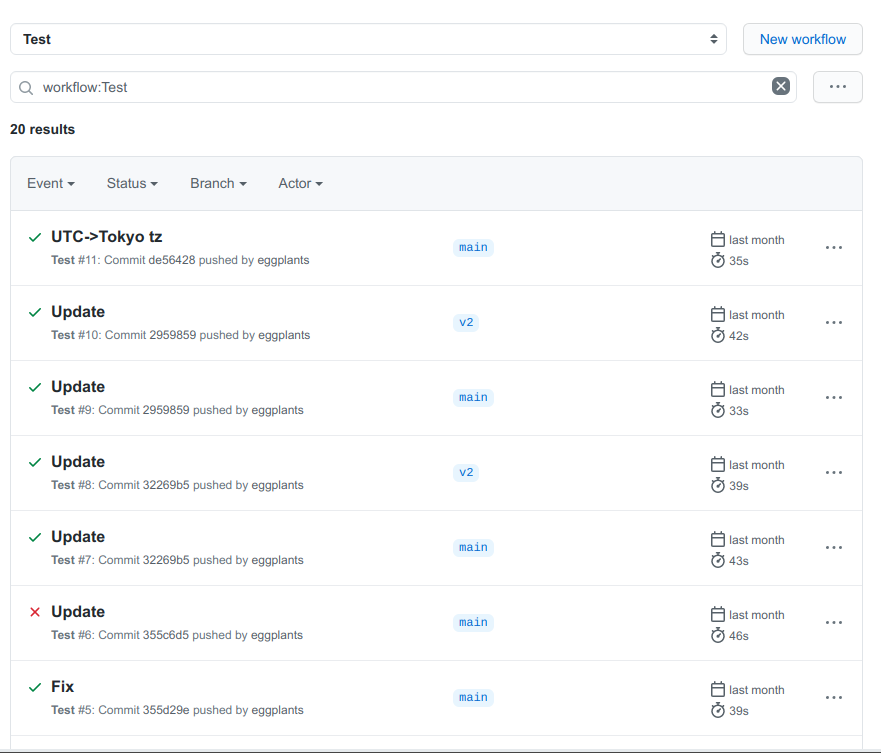 Test
New workflow
workflow:Test
20 results
Event Status Branch Actor
UTC->Tokyo tz
Test #11: Commit de56428 pushed by eggplants
main
last month
35s
Update
Test #10: Commit 2959859 pushed by eggplants
v2
last month
42s
Update
Test #9: Commit 2959859 pushed by eggplants
main
last month
33s
Update
Test #8: Commit 32269b5 pushed by eggplants
v2
last month
39s
Update
Test #7: Commit 32269b5 pushed by eggplants
main
last month
43s
Update
Test #6: Commit 355c6d5 pushed by eggplants
main
last month
46s
Fix
Test #5: Commit 355d29e pushed by eggplants
main
last month
39s